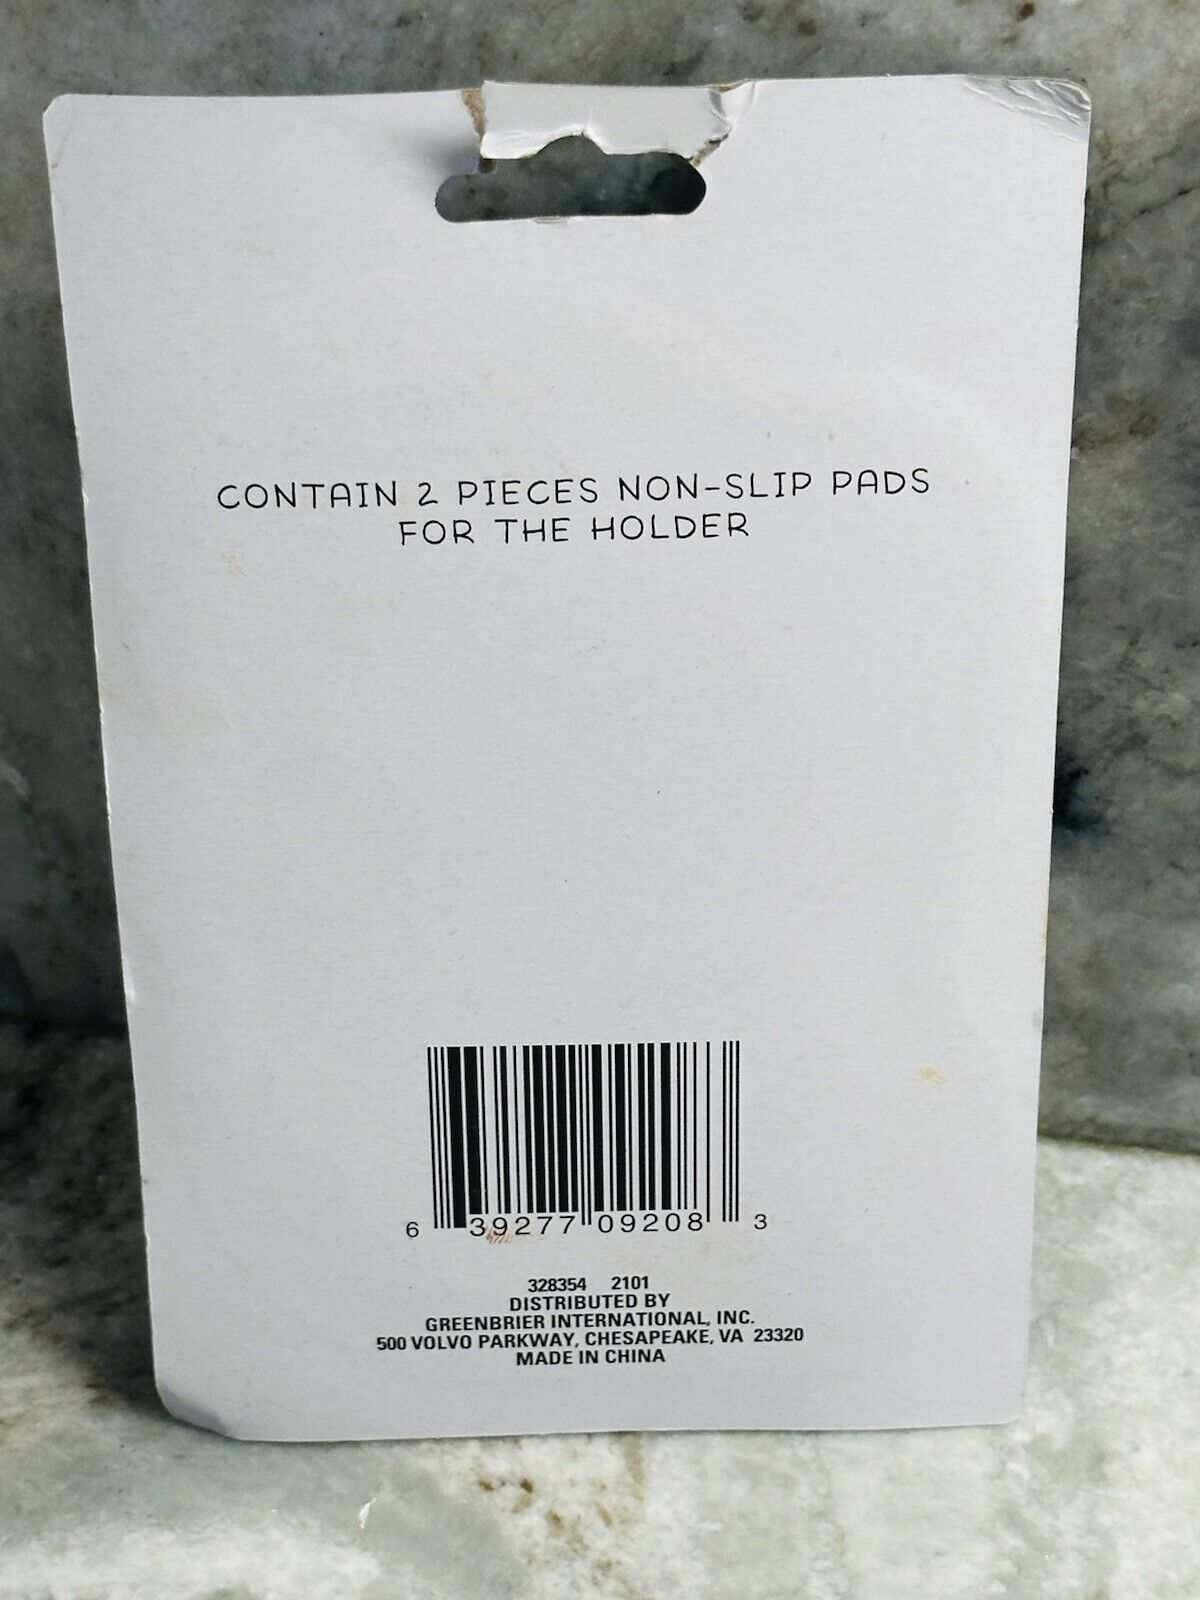 CONTAIN 2 PIECES NON-SLIP PADS
FOR THE HOLDER
6 39277 09208 3
328354 2101
DISTRIBUTED BY
GREENBRIER INTERNATIONAL, INC.
500 VOLVO PARKWAY, CHESAPEAKE, VA 23320
MADE IN CHINA